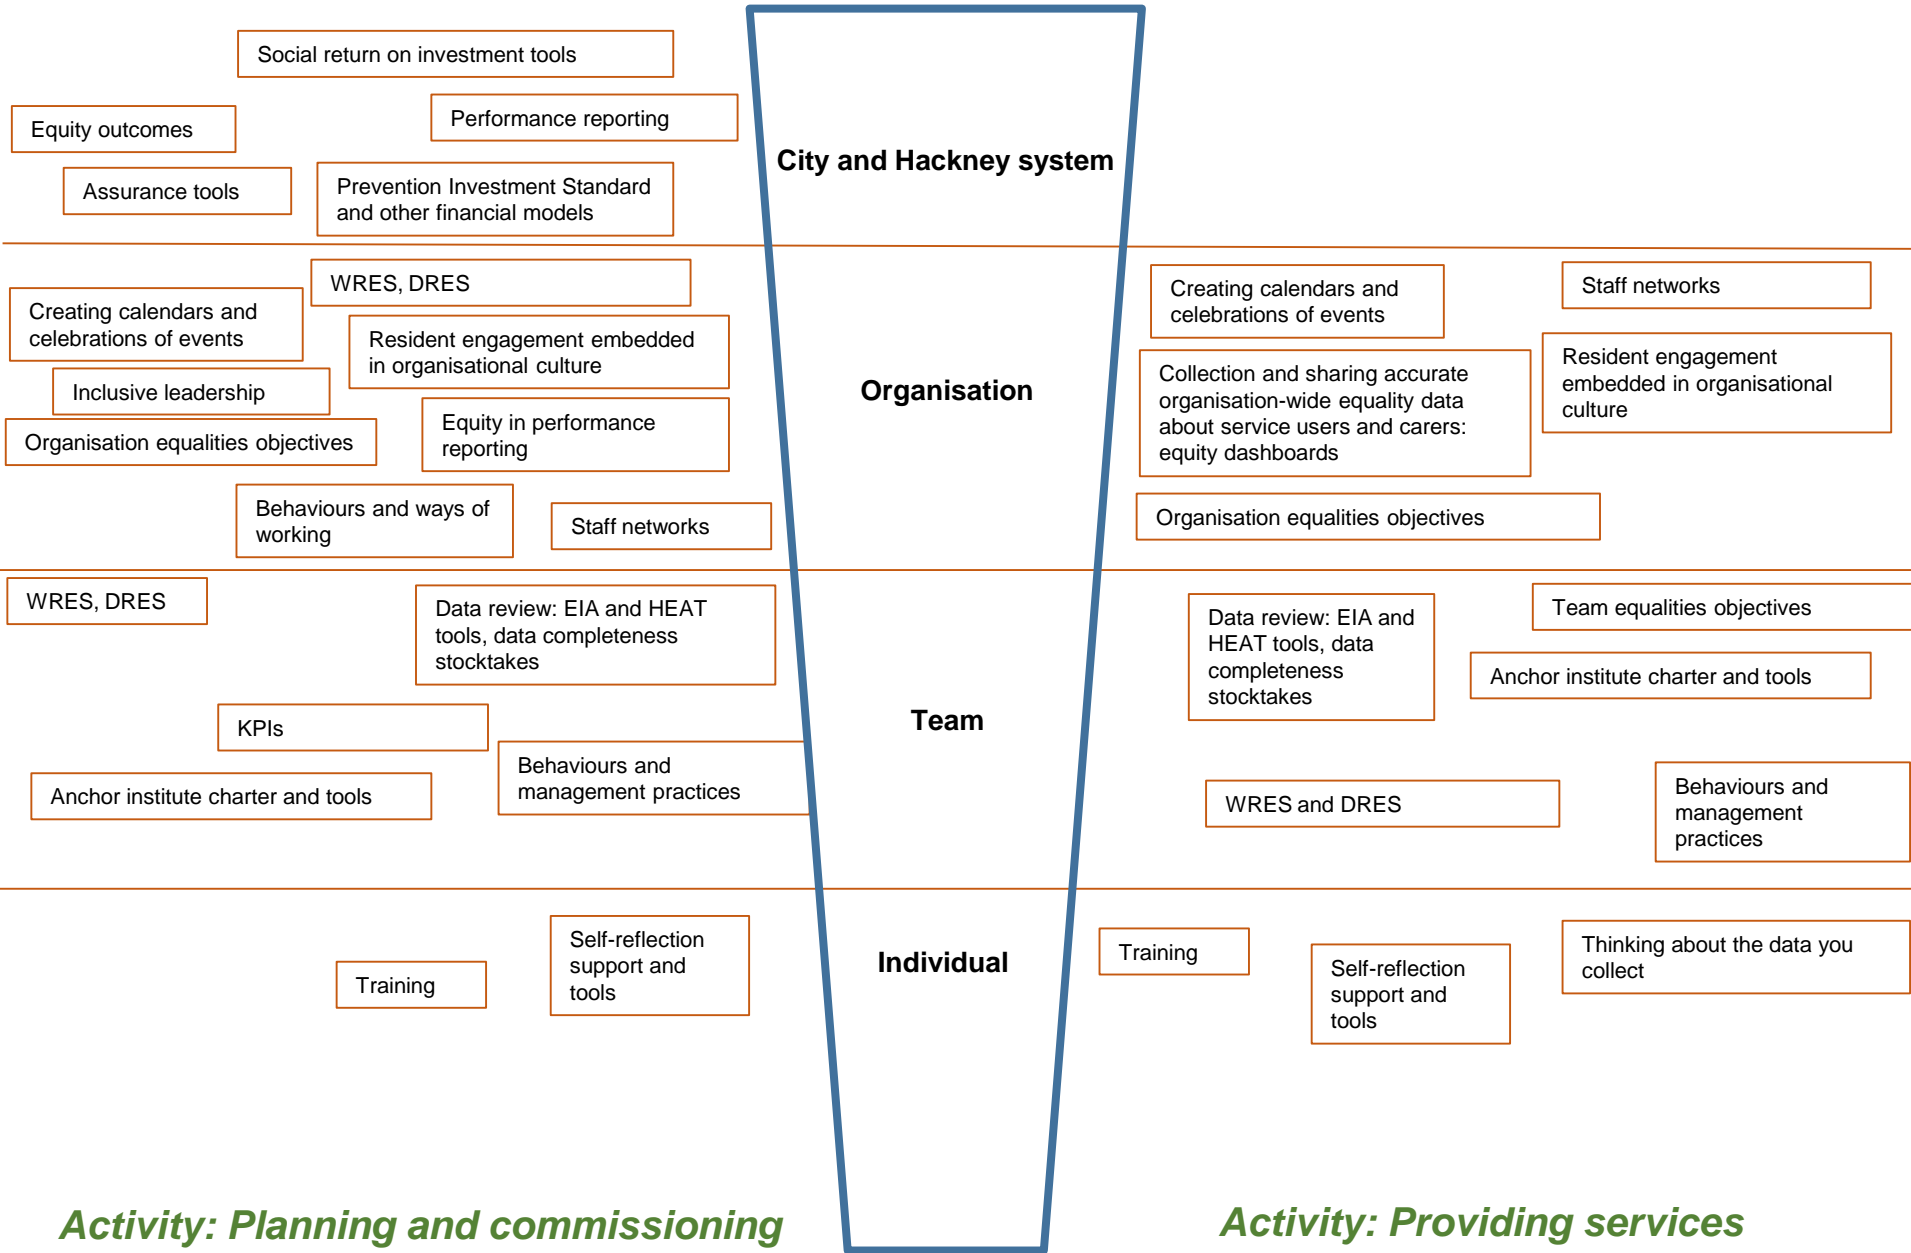 Social return on investment tools
Equity outcomes
Performance reporting
Assurance tools
Prevention Investment Standard
and other financial models
City and Hackney system
WRES, DRES
Creating calendars and
celebrations of events
Resident engagement embedded
in organisational culture
Inclusive leadership
Organisation equalities objectives
Equity in performance
reporting
Behaviours and ways of
working
Staff networks
Organisation
Creating calendars and
celebrations of events
Staff networks
Collection and sharing accurate
organisation-wide equality data
about service users and carers:
equity dashboards
Resident engagement
embedded in organisational
culture
Organisation equalities objectives
WRES, DRES
Data review: EIA and HEAT
tools, data completeness
stocktakes
KPIs
Behaviours and
management practices
Anchor institute charter and tools
Team
Data review: EIA and
HEAT tools, data
completeness
stocktakes
Team equalities objectives
Anchor institute charter and tools
WRES and DRES
Behaviours and
management
practices
Training
Self-reflection
support and
tools
Individual
Training
Self-reflection
support and
tools
Thinking about the data you
collect
Activity: Planning and commissioning
Activity: Providing services